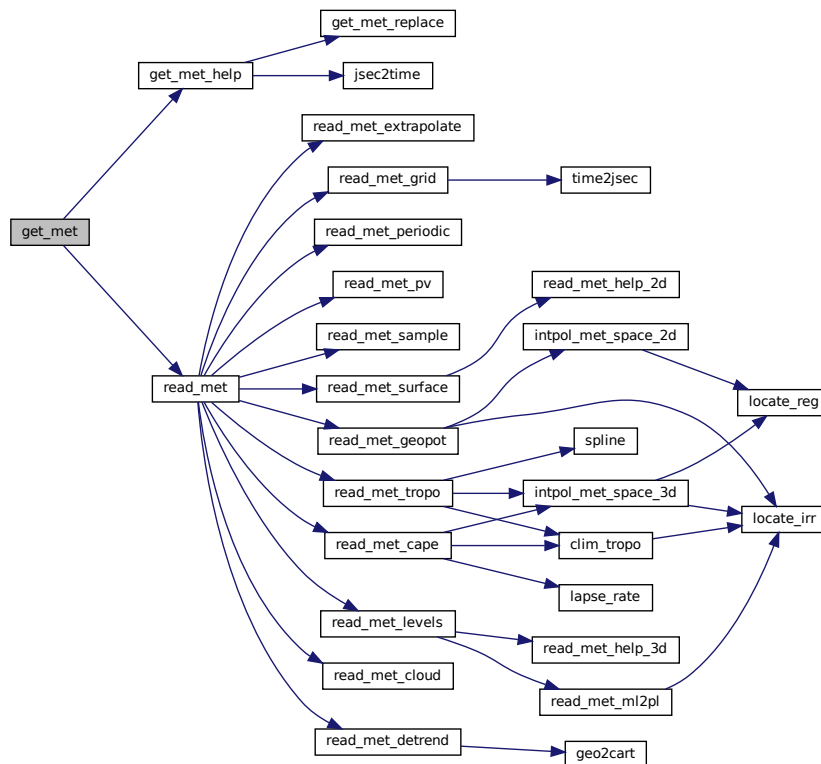 get_met_replace
get_met_help
jsec2time
read_met_extrapolate
read_met_grid
time2jsec
get_met
read_met_periodic
read_met_pv
read_met_help_2d
read_met_sample
intpol_met_space_2d
read_met
read_met_surface
locate_reg
read_met_geopot
spline
read_met_tropo
intpol_met_space_3d
locate_irr
read_met_cape
clim_tropo
lapse_rate
read_met_levels
read_met_help_3d
read_met_cloud
read_met_ml2pl
read_met_detrend
geo2cart